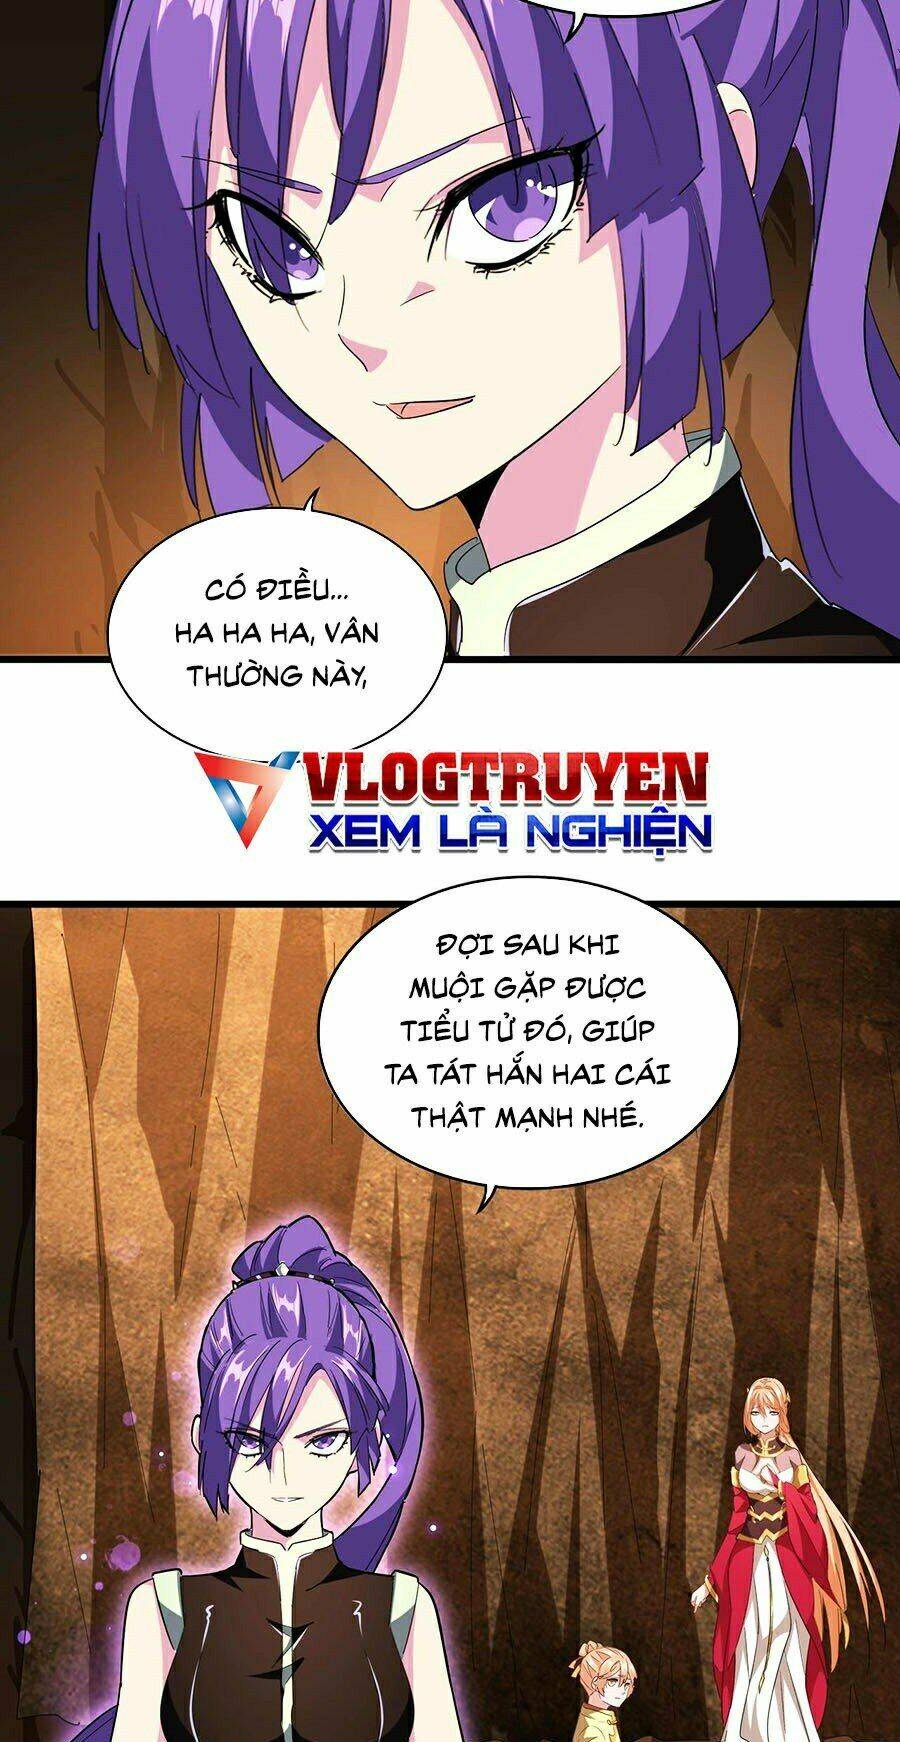 CÓ ĐIỀU...
HA HA HA, VÂN
THƯỜNG NÀY,
VLOGTRUYEN
XEM LÀ NGHIỆN
ĐỢI SAU KHI
MUỘI GẶP ĐƯỢC
TIỂU TỬ ĐÓ, GIÚP
TA TÁT HẮN HAI CÁI
THẬT MẠNH NHÉ.